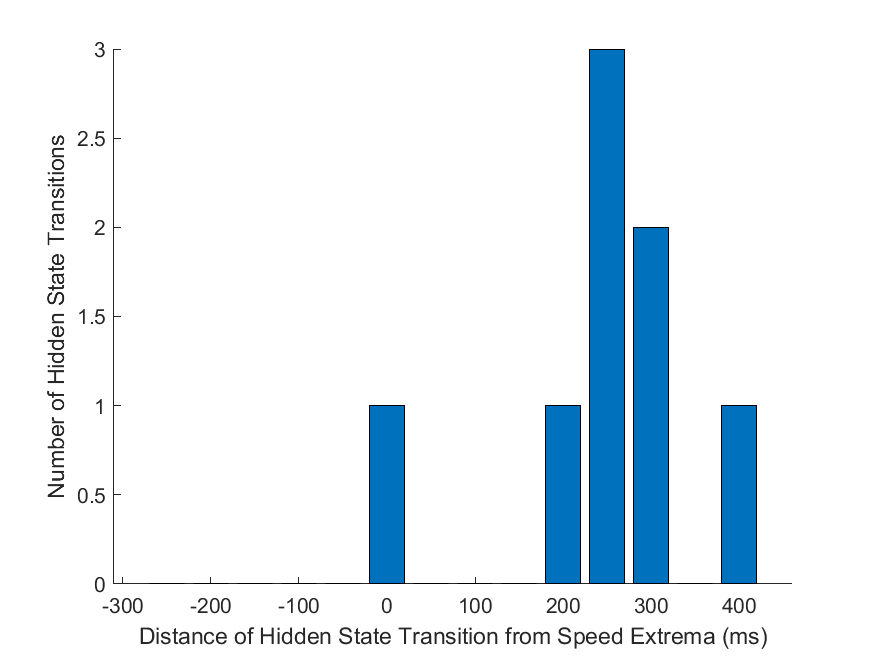 3
2.5
2
1.5
1
0.5
0
Number of Hidden State Transitions
-300 -200 -100 0 100 200 300 400
Distance of Hidden State Transition from Speed Extrema (ms)